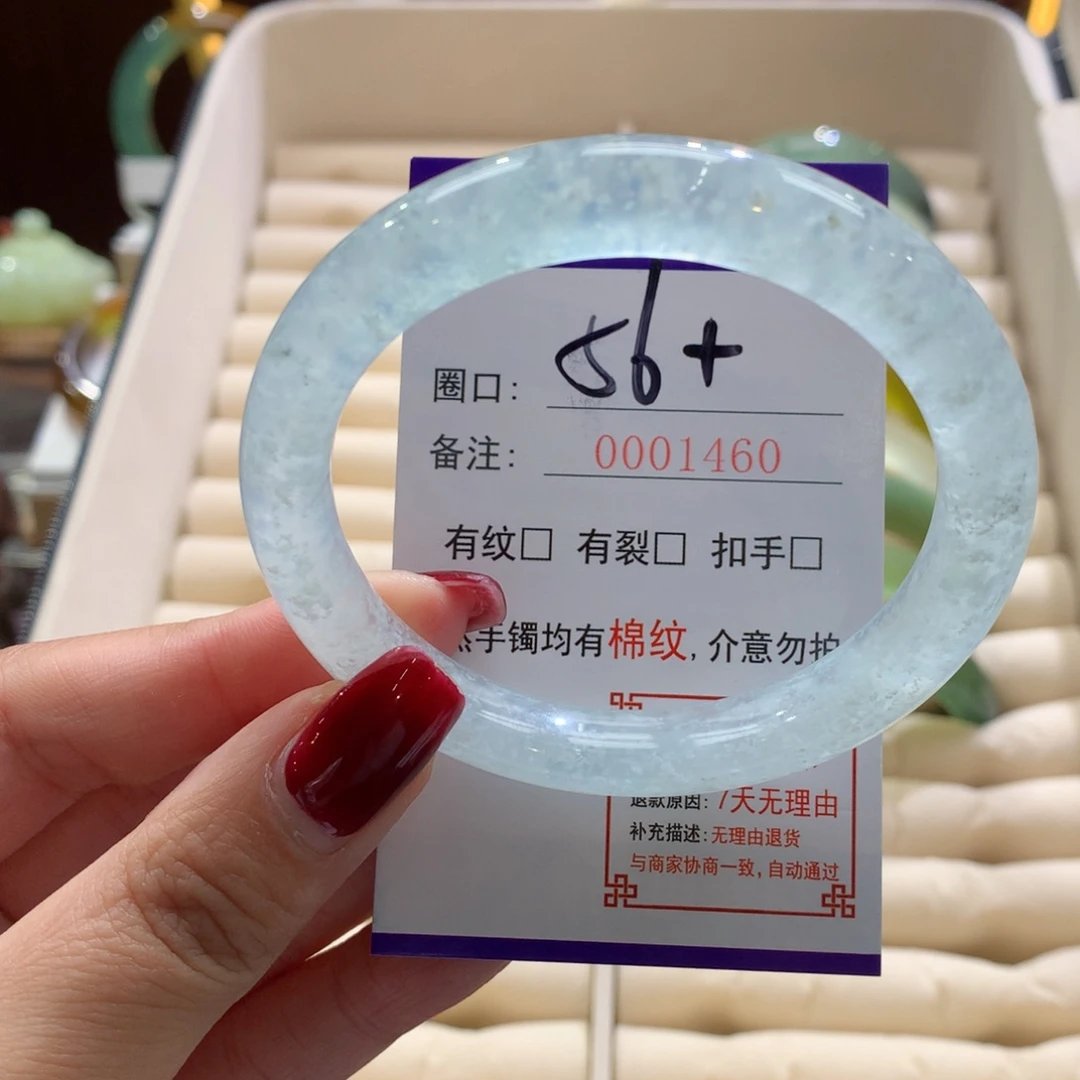 圈口: 56+
备注: 0001460
有纹□ 有裂□ 扣手□
手镯均有棉纹, 介意勿拍
退款原因: 7天无理由
补充描述: 无理由退货
与商家协商一致, 自动通过